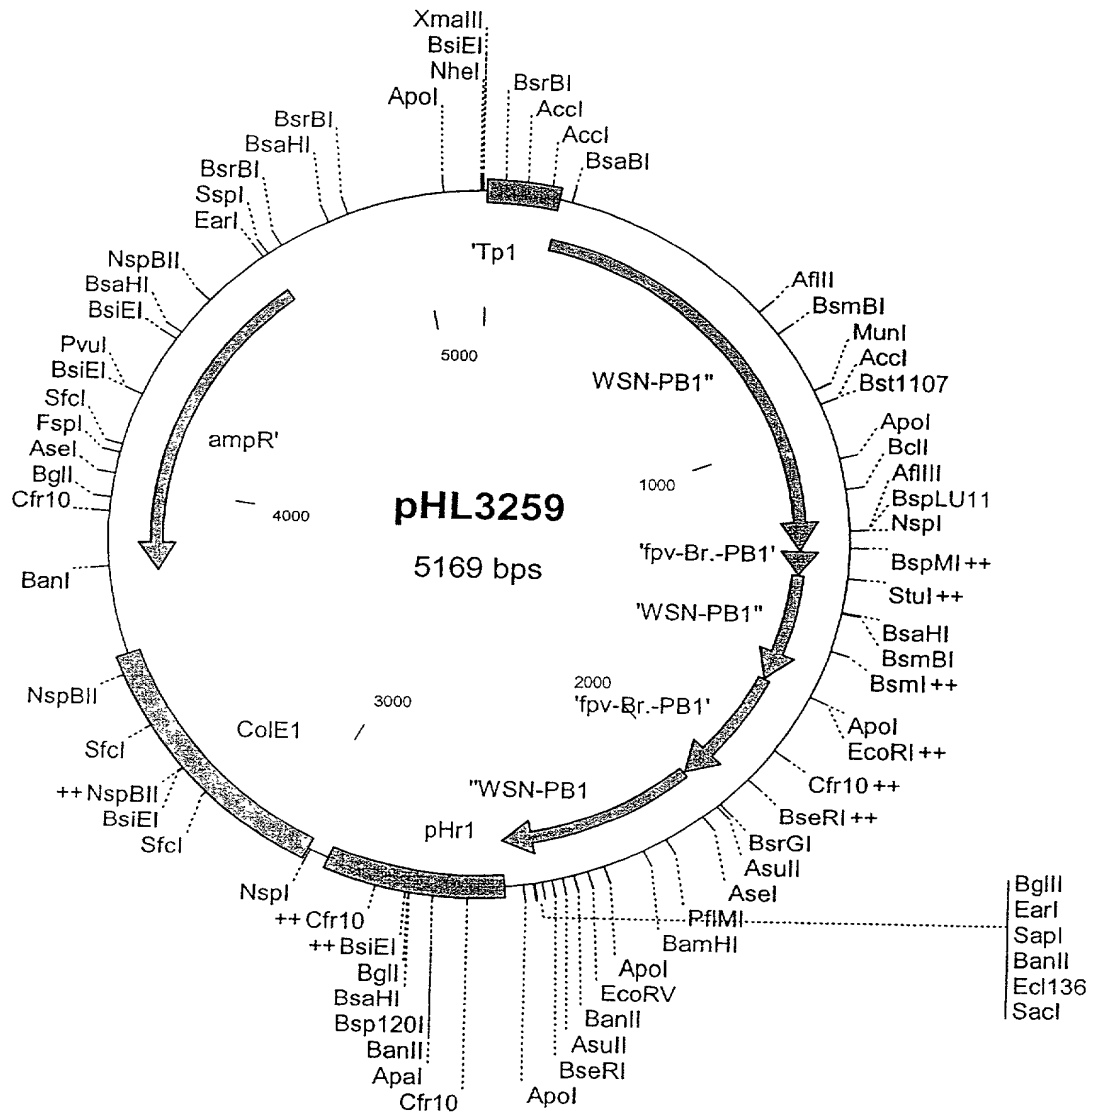 XmaIII
BsiEI
NheI
ApoI
BsrBI
AccI
AccI
BsaBI
BsrBI
BsaHI
BsrBI
SspI
EarI
NspBII
BsaHI
BsiEI
PvuI
BsiEI
SfcI
FspI
AseI
BglI
Cfr10
BanI
NspBII
SfcI
++NspBII
BsiEI
SfcI
NspI
++Cfr10
++BsiEI
BglI
BsaHI
Bsp120I
BanII
ApaI
Cfr10
AflII
BsmBI
MunI
AccI
Bst1107
ApoI
BclI
AflIII
BspLU11
NspI
BspMI++
StuI++
BsaHI
BsmBI
BsmI++
ApoI
EcoRI++
Cfr10++
BseRI++
BsrGI
AsuII
AseI
PflMI
BamHI
ApoI
EcoRV
BanII
AsuII
BseRI
ApoI
BglII
EarI
SapI
BanII
Ecl136
SacI
'Tp1
5000
WSN-PB1"
ampR'
1000
4000
pHL3259
5169 bps
'fpv-Br.-PB1'
'WSN-PB1"
2000
'fpv-Br.-PB1'
3000
ColE1
"WSN-PB1
pHr1